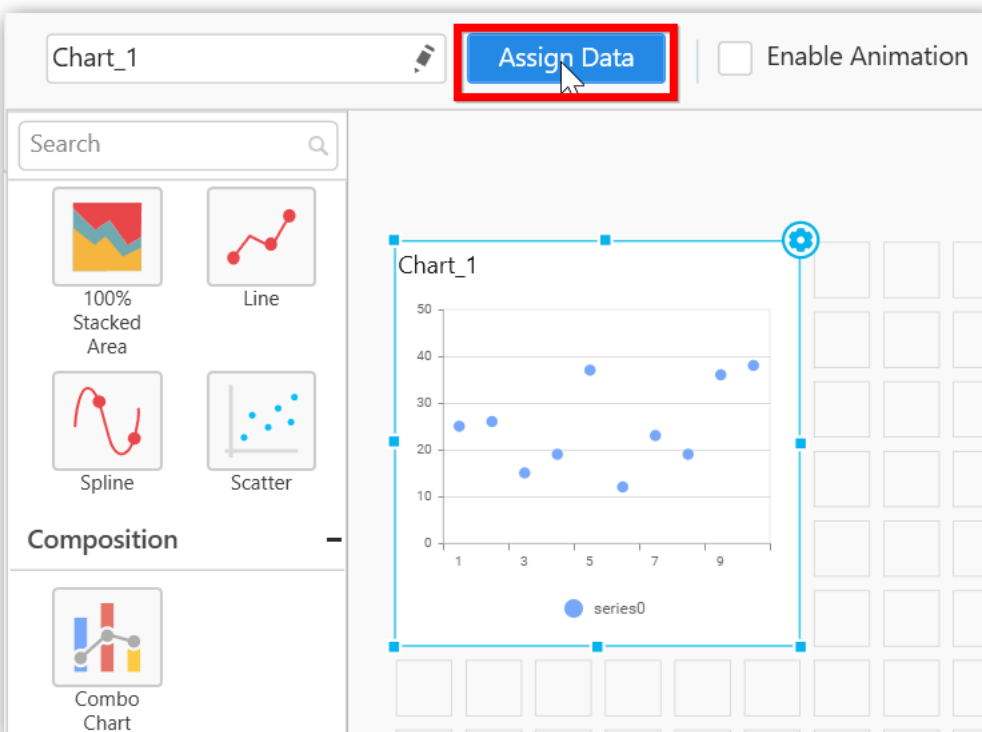 Chart_1
Assign Data
Enable Animation
Search
100%
Stacked
Area
Line
Spline
Scatter
Composition
Combo
Chart
Chart_1
50
40
30
20
10
0
1 3 5 7 9
series0